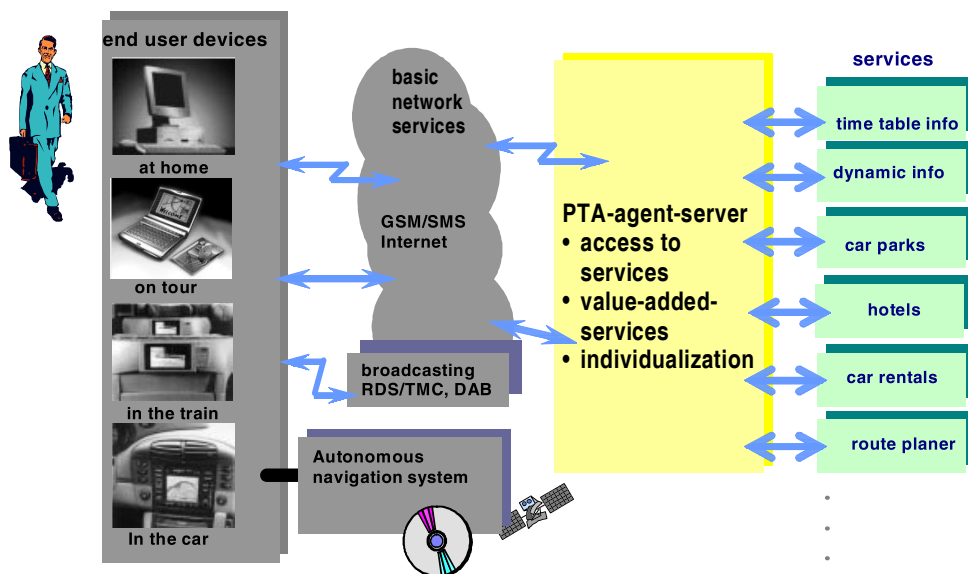 end user devices
at home
on tour
in the train
In the car
basic
network
services
GSM/SMS
Internet
broadcasting
RDS/TMC, DAB
Autonomous
navigation system
PTA-agent-server
• access to
services
• value-added-
services
• individualization
services
time table info
dynamic info
car parks
hotels
car rentals
route planer